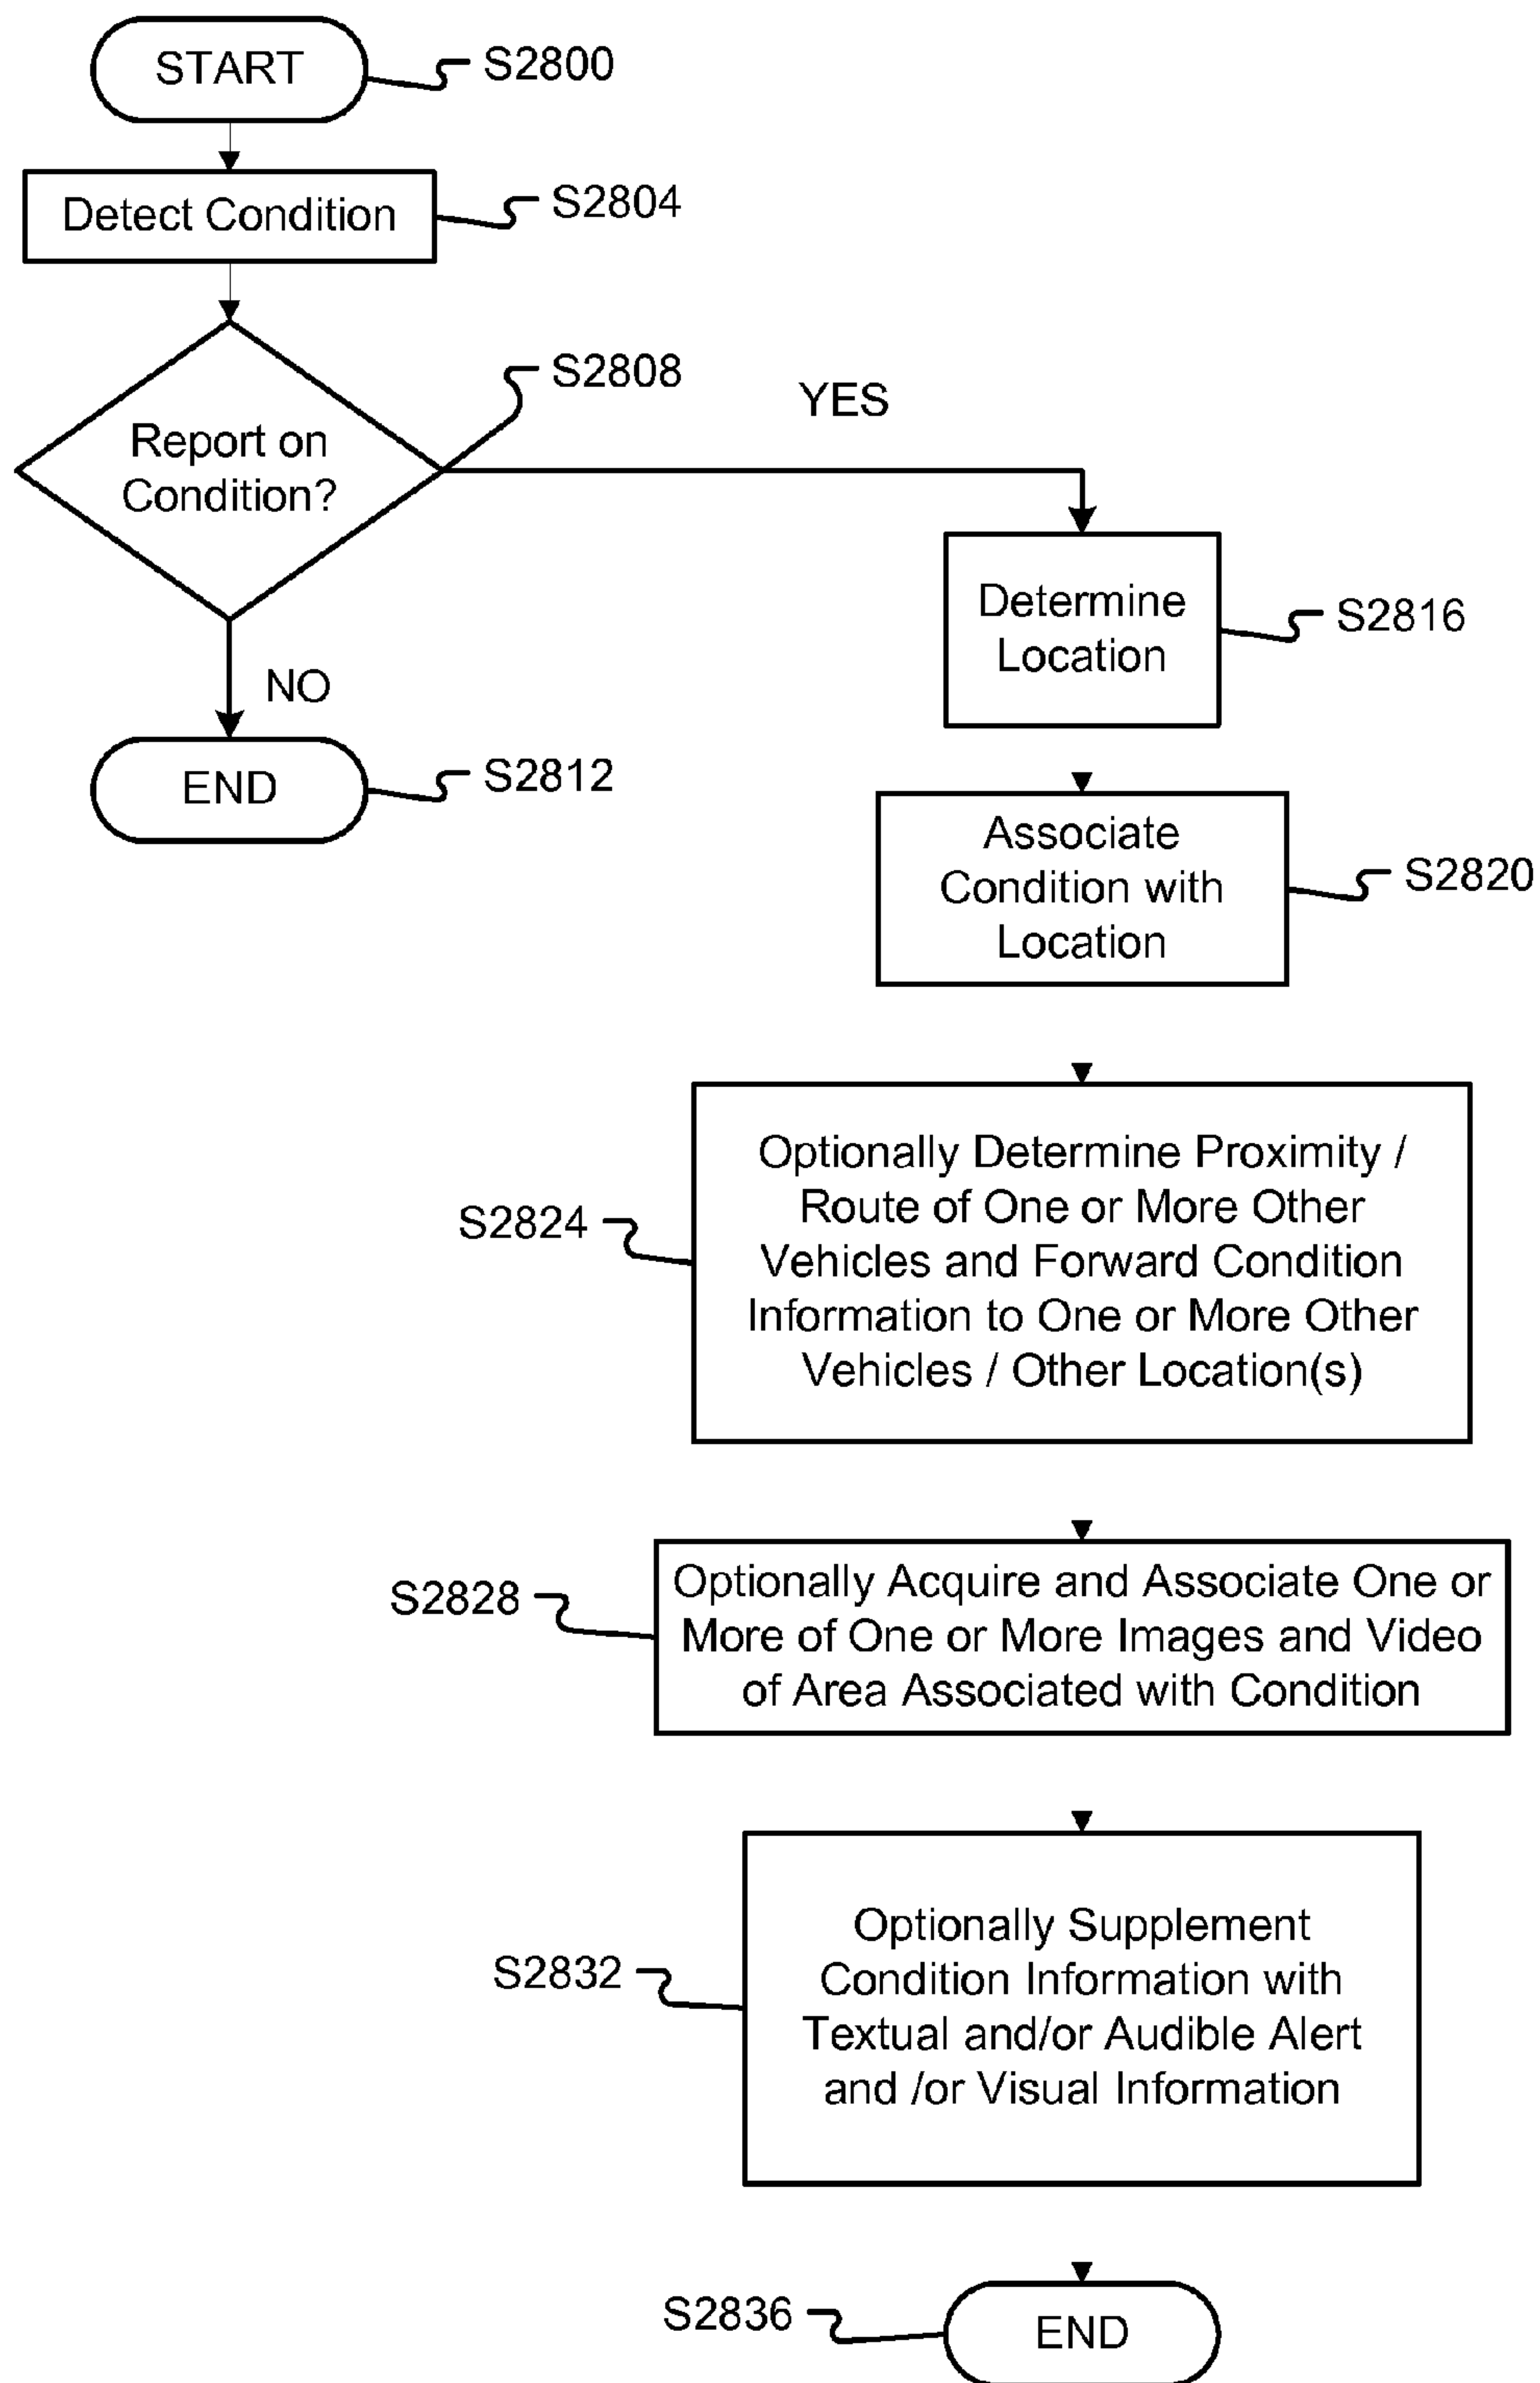 START
S2800
Detect Condition
S2804
Report on
Condition?
S2808
YES
NO
END
S2812
Determine
Location
S2816
Associate
Condition with
Location
S2820
Optionally Determine Proximity /
Route of One or More Other
Vehicles and Forward Condition
Information to One or More Other
Vehicles / Other Location(s)
S2824
Optionally Acquire and Associate One or
More of One or More Images and Video
of Area Associated with Condition
S2828
Optionally Supplement
Condition Information with
Textual and/or Audible Alert
and /or Visual Information
S2832
END
S2836